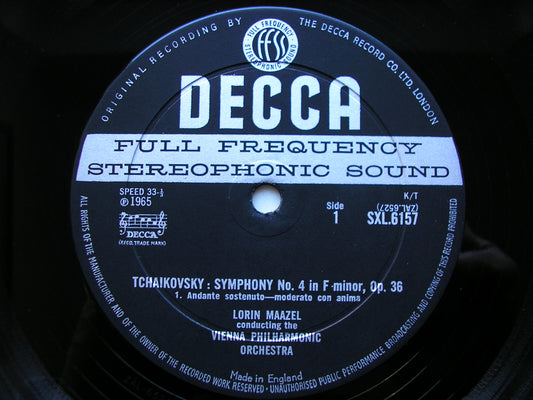 ORIGINAL RECORDING BY THE DECCA RECORD CO. LTD. LONDON
FULL FREQUENCY
ffss
STEREOPHONIC SOUND
DECCA
FULL FREQUENCY
STEREOPHONIC SOUND
SPEED 33-⅓
℗ 1965
DECCA
(REGD. TRADE MARK)
K/T
(ZAL.6527)
Side
1
SXL.6157
TCHAIKOVSKY : SYMPHONY No. 4 in F minor, Op. 36
1. Andante sostenuto—moderato con anima
LORIN MAAZEL
conducting the
VIENNA PHILHARMONIC
ORCHESTRA
Made in England
ALL RIGHTS OF THE MANUFACTURER AND OF THE OWNER OF THE RECORDED WORK RESERVED · UNAUTHORISED PUBLIC PERFORMANCE BROADCASTING AND COPYING OF THIS RECORD PROHIBITED